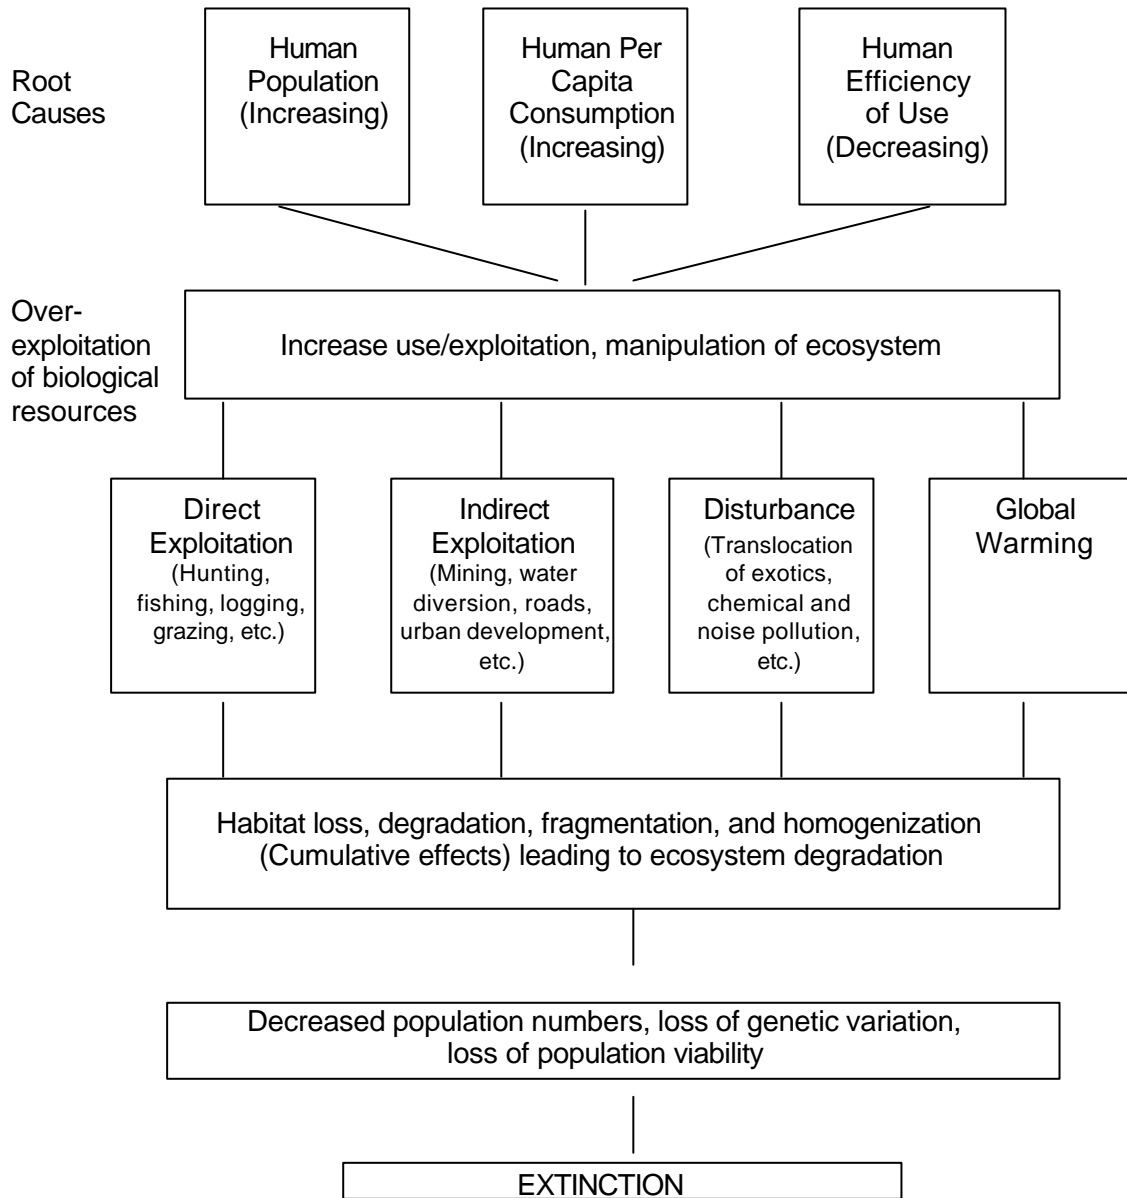 Root
Causes
Human
Population
(Increasing)
Human Per
Capita
Consumption
(Increasing)
Human
Efficiency
of Use
(Decreasing)
Over-
exploitation
of biological
resources
Increase use/exploitation, manipulation of ecosystem
Direct
Exploitation
(Hunting,
fishing, logging,
grazing, etc.)
Indirect
Exploitation
(Mining, water
diversion, roads,
urban development,
etc.)
Disturbance
(Translocation
of exotics,
chemical and
noise pollution,
etc.)
Global
Warming
Habitat loss, degradation, fragmentation, and homogenization
(Cumulative effects) leading to ecosystem degradation
Decreased population numbers, loss of genetic variation,
loss of population viability
EXTINCTION